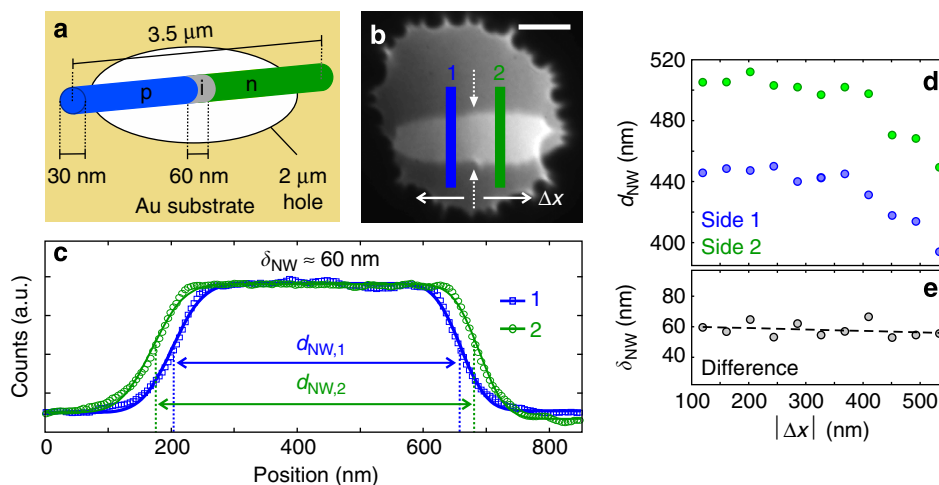 a
3.5 μm
p
i
n
30 nm
60 nm
2 μm
hole
Au substrate
b
1
2
Δx
c
δNW ≈ 60 nm
1
2
dNW,1
dNW,2
Counts (a.u.)
0
200
400
600
800
Position (nm)
d
520
480
440
400
dNW (nm)
Side 1
Side 2
e
80
60
40
δNW (nm)
Difference
100
200
300
400
500
|Δx| (nm)